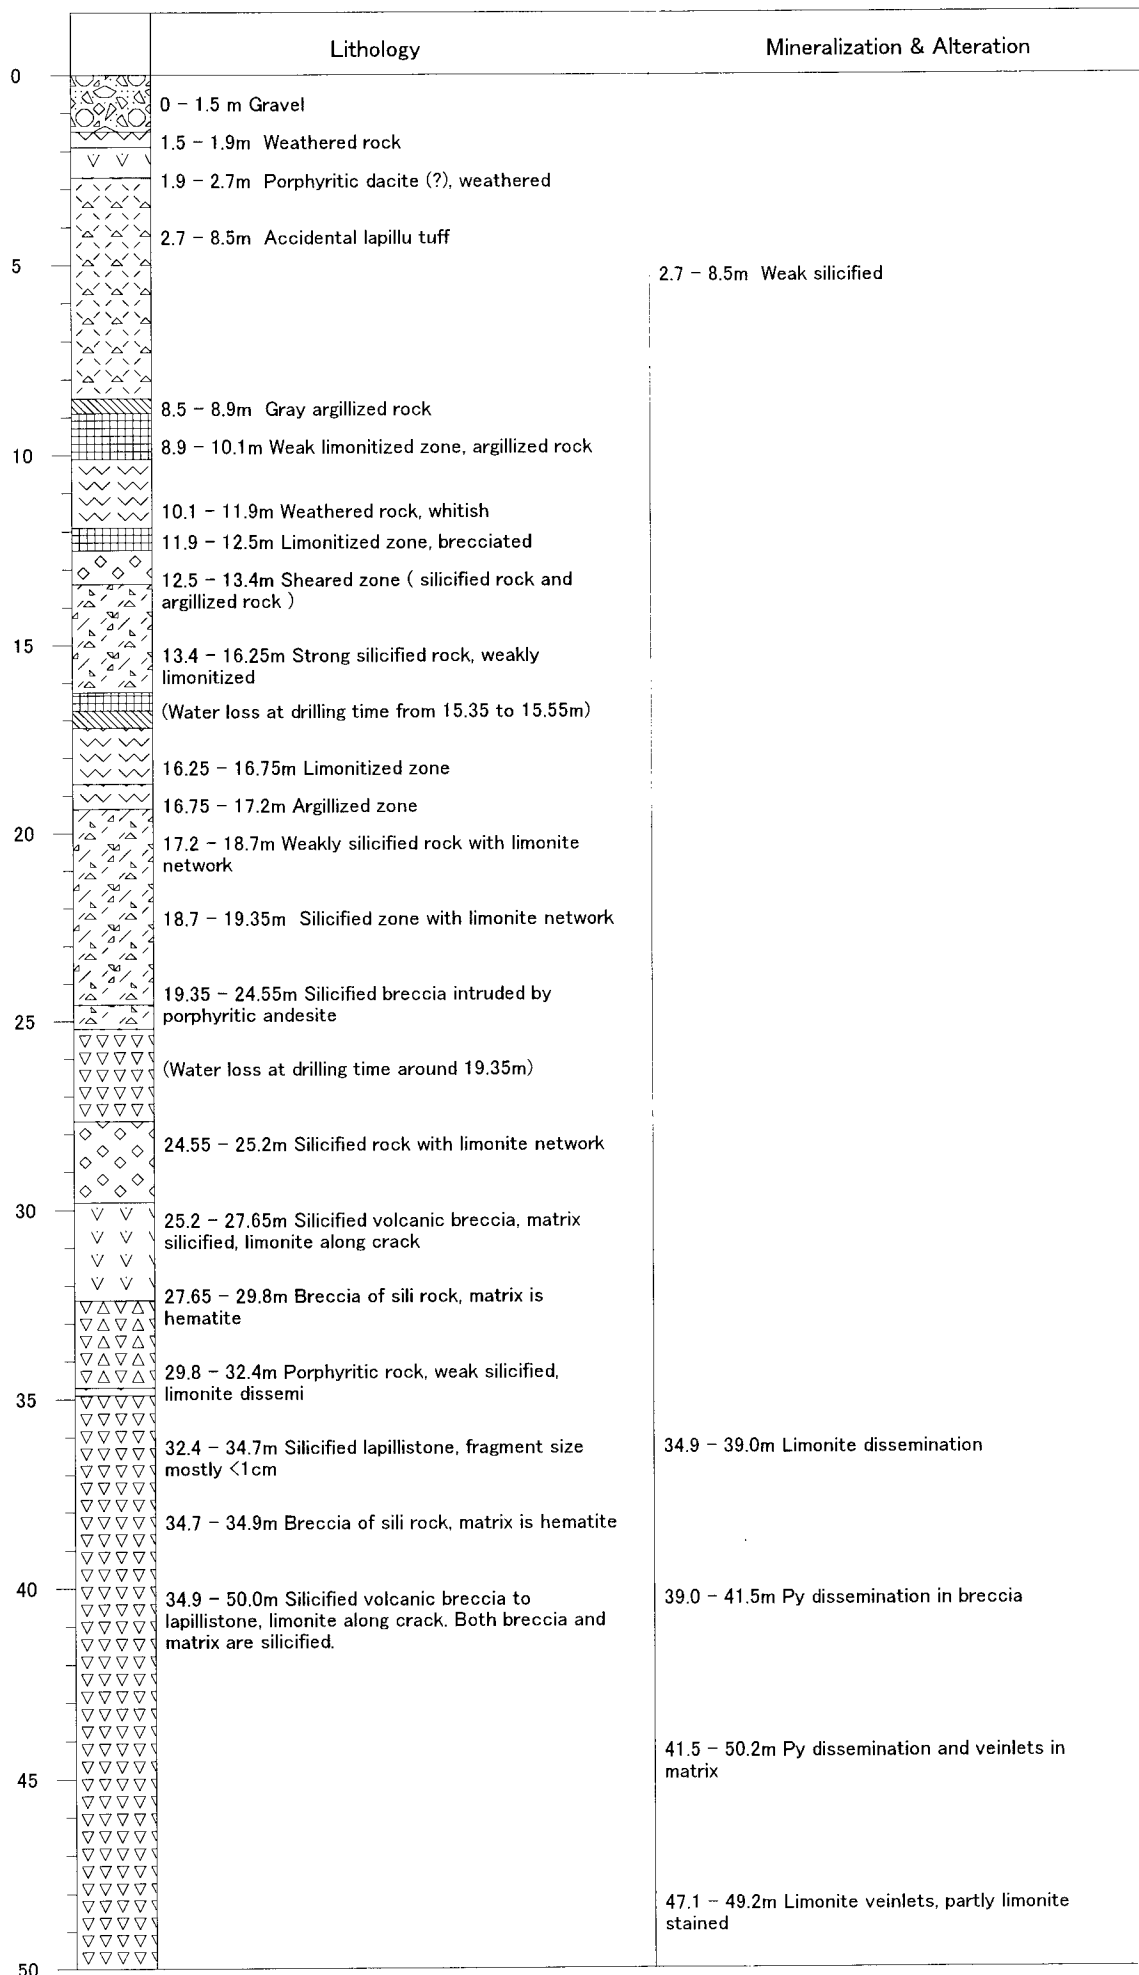 Lithology
Mineralization & Alteration
0
0 - 1.5 m Gravel
1.5 - 1.9m Weathered rock
1.9 - 2.7m Porphyritic dacite (?), weathered
2.7 - 8.5m Accidental lapillu tuff
5
2.7 - 8.5m Weak silicified
8.5 - 8.9m Gray argillized rock
8.9 - 10.1m Weak limonitized zone, argillized rock
10
10.1 - 11.9m Weathered rock, whitish
11.9 - 12.5m Limonitized zone, brecciated
12.5 - 13.4m Sheared zone ( silicified rock and
argillized rock )
15
13.4 - 16.25m Strong silicified rock, weakly
limonitized
(Water loss at drilling time from 15.35 to 15.55m)
16.25 - 16.75m Limonitized zone
16.75 - 17.2m Argillized zone
20
17.2 - 18.7m Weakly silicified rock with limonite
network
18.7 - 19.35m Silicified zone with limonite network
19.35 - 24.55m Silicified breccia intruded by
porphyritic andesite
25
(Water loss at drilling time around 19.35m)
24.55 - 25.2m Silicified rock with limonite network
30
25.2 - 27.65m Silicified volcanic breccia, matrix
silicified, limonite along crack
27.65 - 29.8m Breccia of sili rock, matrix is
hematite
29.8 - 32.4m Porphyritic rock, weak silicified,
limonite dissemi
35
32.4 - 34.7m Silicified lapillistone, fragment size
mostly <1cm
34.9 - 39.0m Limonite dissemination
34.7 - 34.9m Breccia of sili rock, matrix is hematite
40
34.9 - 50.0m Silicified volcanic breccia to
lapillistone, limonite along crack. Both breccia and
matrix are silicified.
39.0 - 41.5m Py dissemination in breccia
41.5 - 50.2m Py dissemination and veinlets in
matrix
45
47.1 - 49.2m Limonite veinlets, partly limonite
stained
50